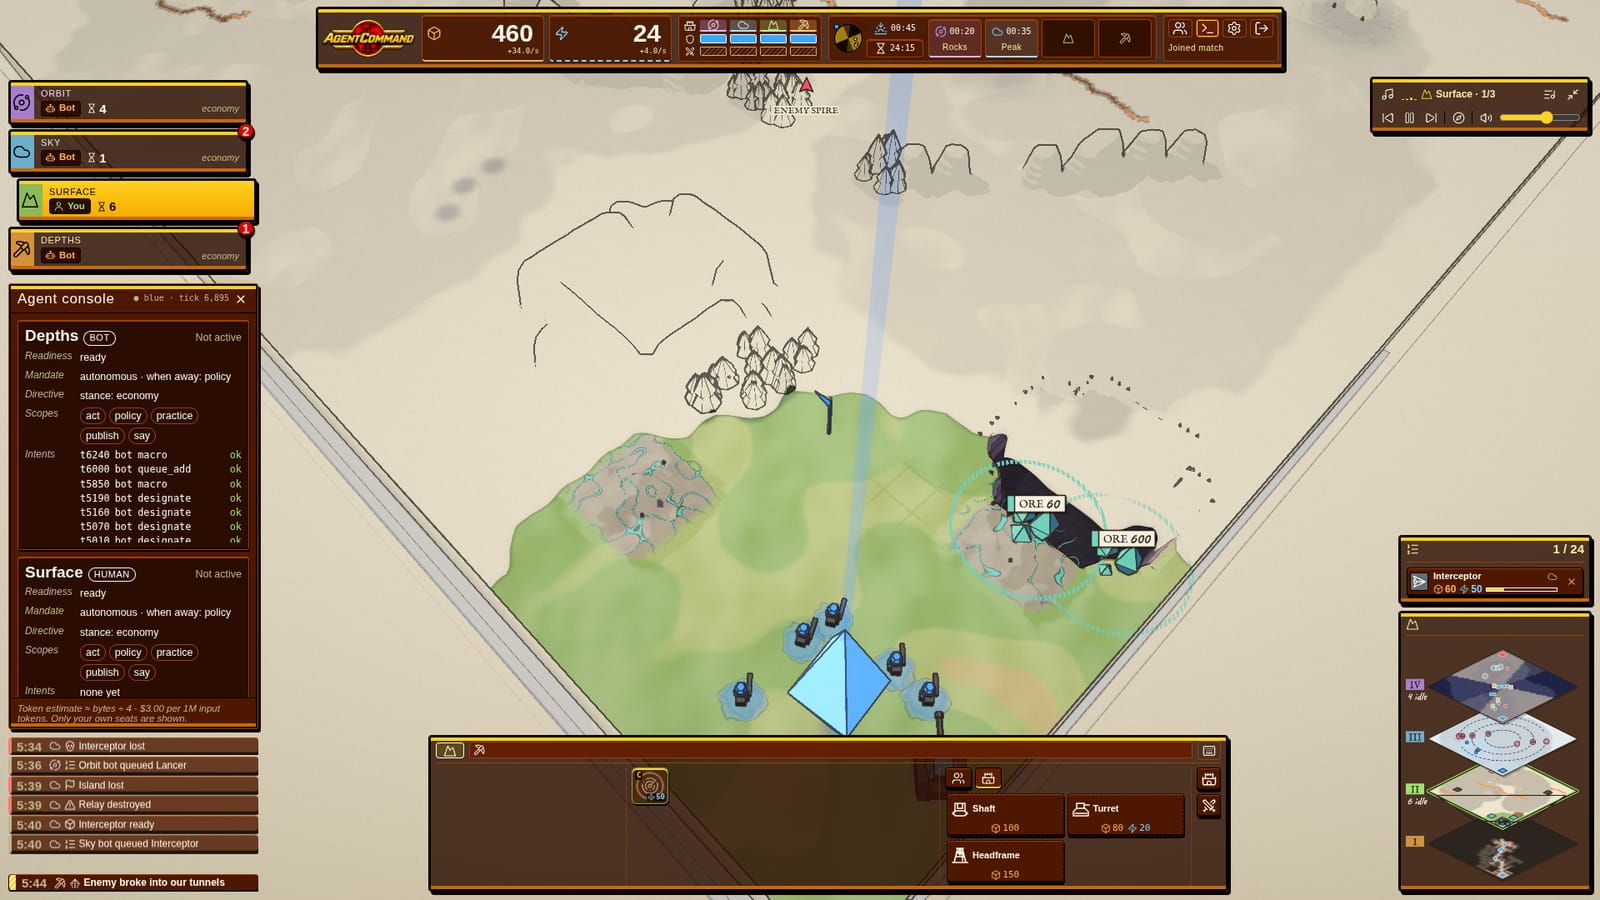 AGENTCOMMAND
460
+34.0/s
24
+4.0/s
00:45
24:15
00:20
Rocks
00:35
Peak
Joined match
ORBIT
Bot
4
economy
2
SKY
Bot
1
economy
SURFACE
You
6
1
DEPTHS
Bot
economy
ENEMY SPIRE
Surface · 1/3
Agent console
blue · tick 6,895
Depths
BOT
Not active
Readiness
ready
Mandate
autonomous · when away: policy
Directive
stance: economy
Scopes
act
policy
practice
publish
say
Intents
t6240 bot macro ok
t6000 bot queue_add ok
t5850 bot macro ok
t5190 bot designate ok
t5160 bot designate ok
t5070 bot designate ok
t5010 bot designate ok
Surface
HUMAN
Not active
Readiness
ready
Mandate
autonomous · when away: policy
Directive
stance: economy
Scopes
act
policy
practice
publish
say
Intents
none yet
Token estimate ≈ bytes ÷ 4 · $3.00 per 1M input
tokens. Only your own seats are shown.
5:34 Interceptor lost
5:36 Orbit bot queued Lancer
5:39 Island lost
5:39 Relay destroyed
5:40 Interceptor ready
5:40 Sky bot queued Interceptor
5:44 Enemy broke into our tunnels
ORE 60
ORE 600
1 / 24
Interceptor
60 50
IV
4 idle
III
II
6 idle
I
C
50
Shaft
100
Turret
80 20
Headframe
150